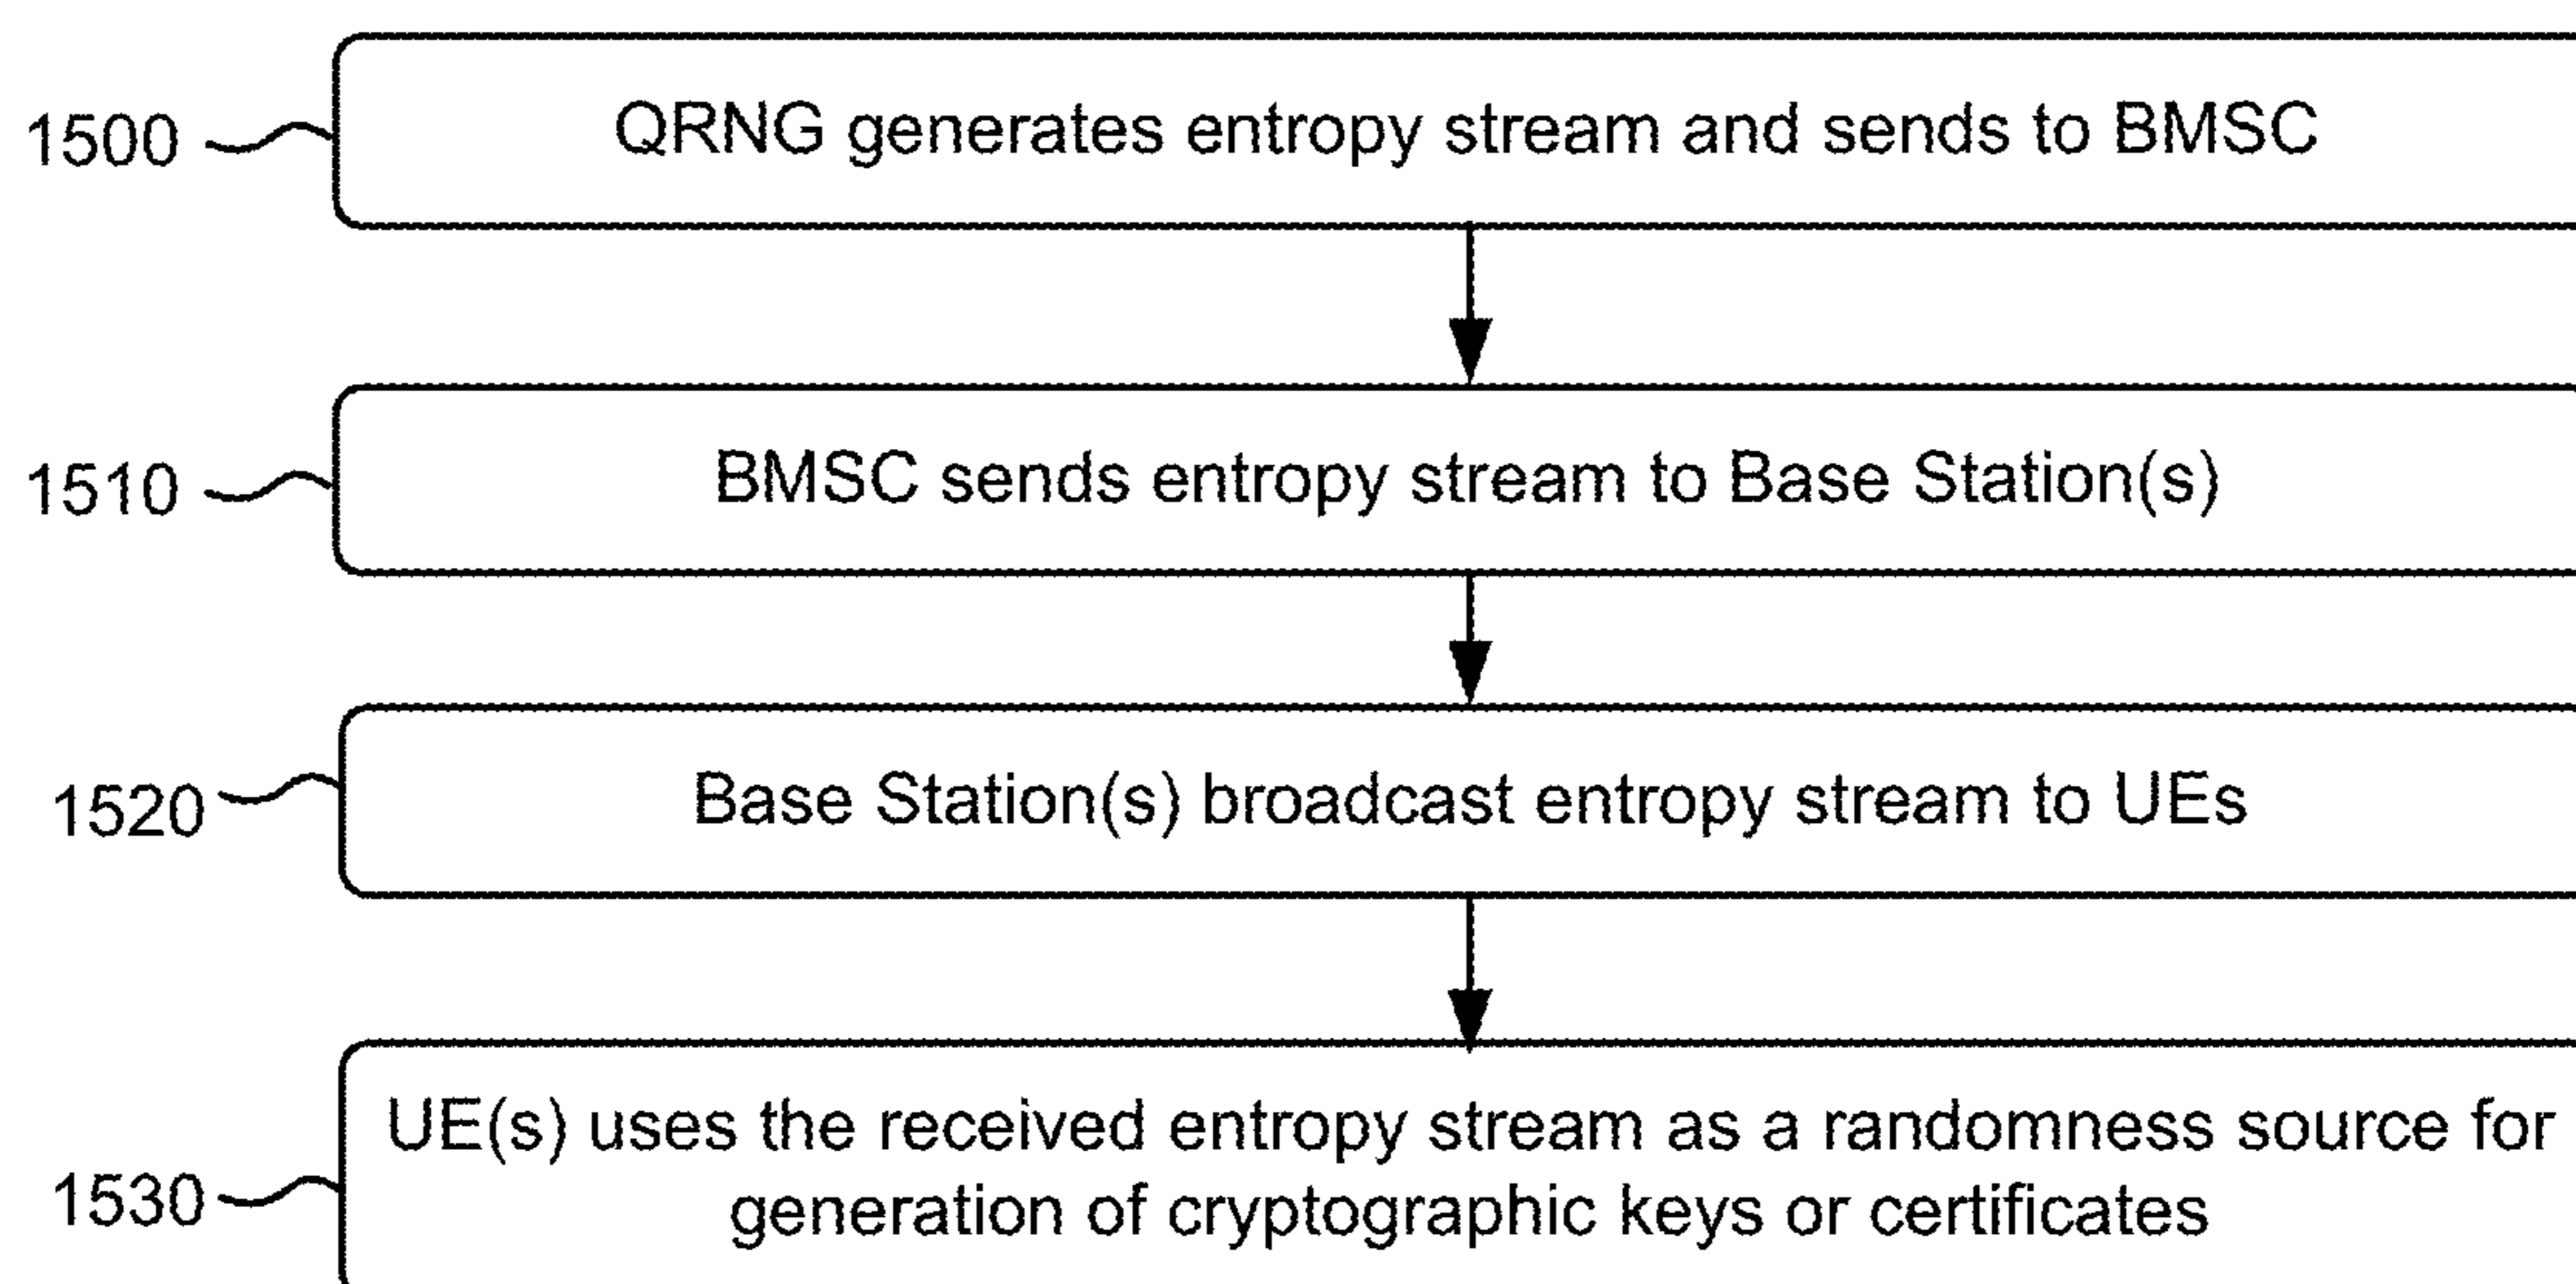 1500
QRNG generates entropy stream and sends to BMSC
1510
BMSC sends entropy stream to Base Station(s)
1520
Base Station(s) broadcast entropy stream to UEs
1530
UE(s) uses the received entropy stream as a randomness source for
generation of cryptographic keys or certificates